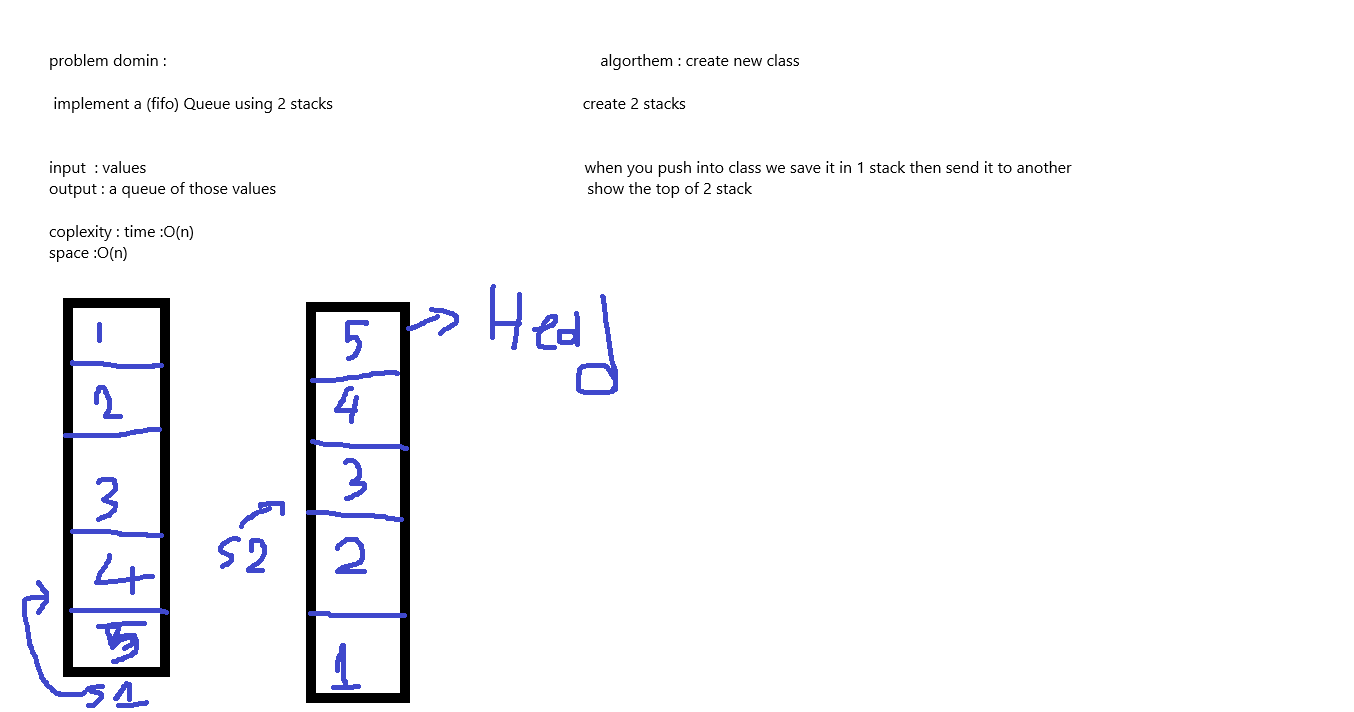 problem domin :
implement a (fifo) Queue using 2 stacks
input  : values
output : a queue of those values
coplexity : time :O(n)
space :O(n)
algorthem : create new class
create 2 stacks
when you push into class we save it in 1 stack then send it to another
show the top of 2 stack
1
2
3
4
5
S1
S2
5
4
3
2
1
Hed